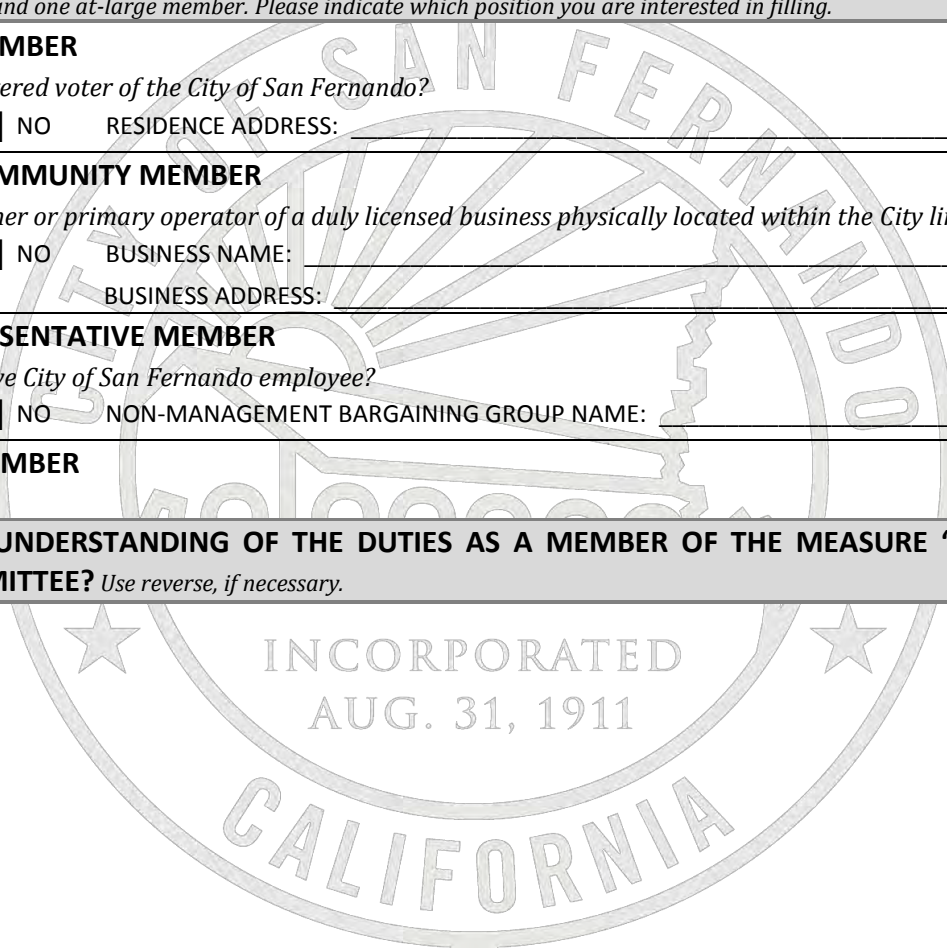 and one at-large member. Please indicate which position you are interested in filling.
MBER
ered voter of the City of San Fernando?
NO RESIDENCE ADDRESS:
MMUNITY MEMBER
ner or primary operator of a duly licensed business physically located within the City li
NO BUSINESS NAME:
BUSINESS ADDRESS:
SENTATIVE MEMBER
ve City of San Fernando employee?
NO NON-MANAGEMENT BARGAINING GROUP NAME:
MBER
UNDERSTANDING OF THE DUTIES AS A MEMBER OF THE MEASURE “
MITTEE? Use reverse, if necessary.
CITY OF SAN FERNANDO
INCORPORATED
AUG. 31, 1911
CALIFORNIA